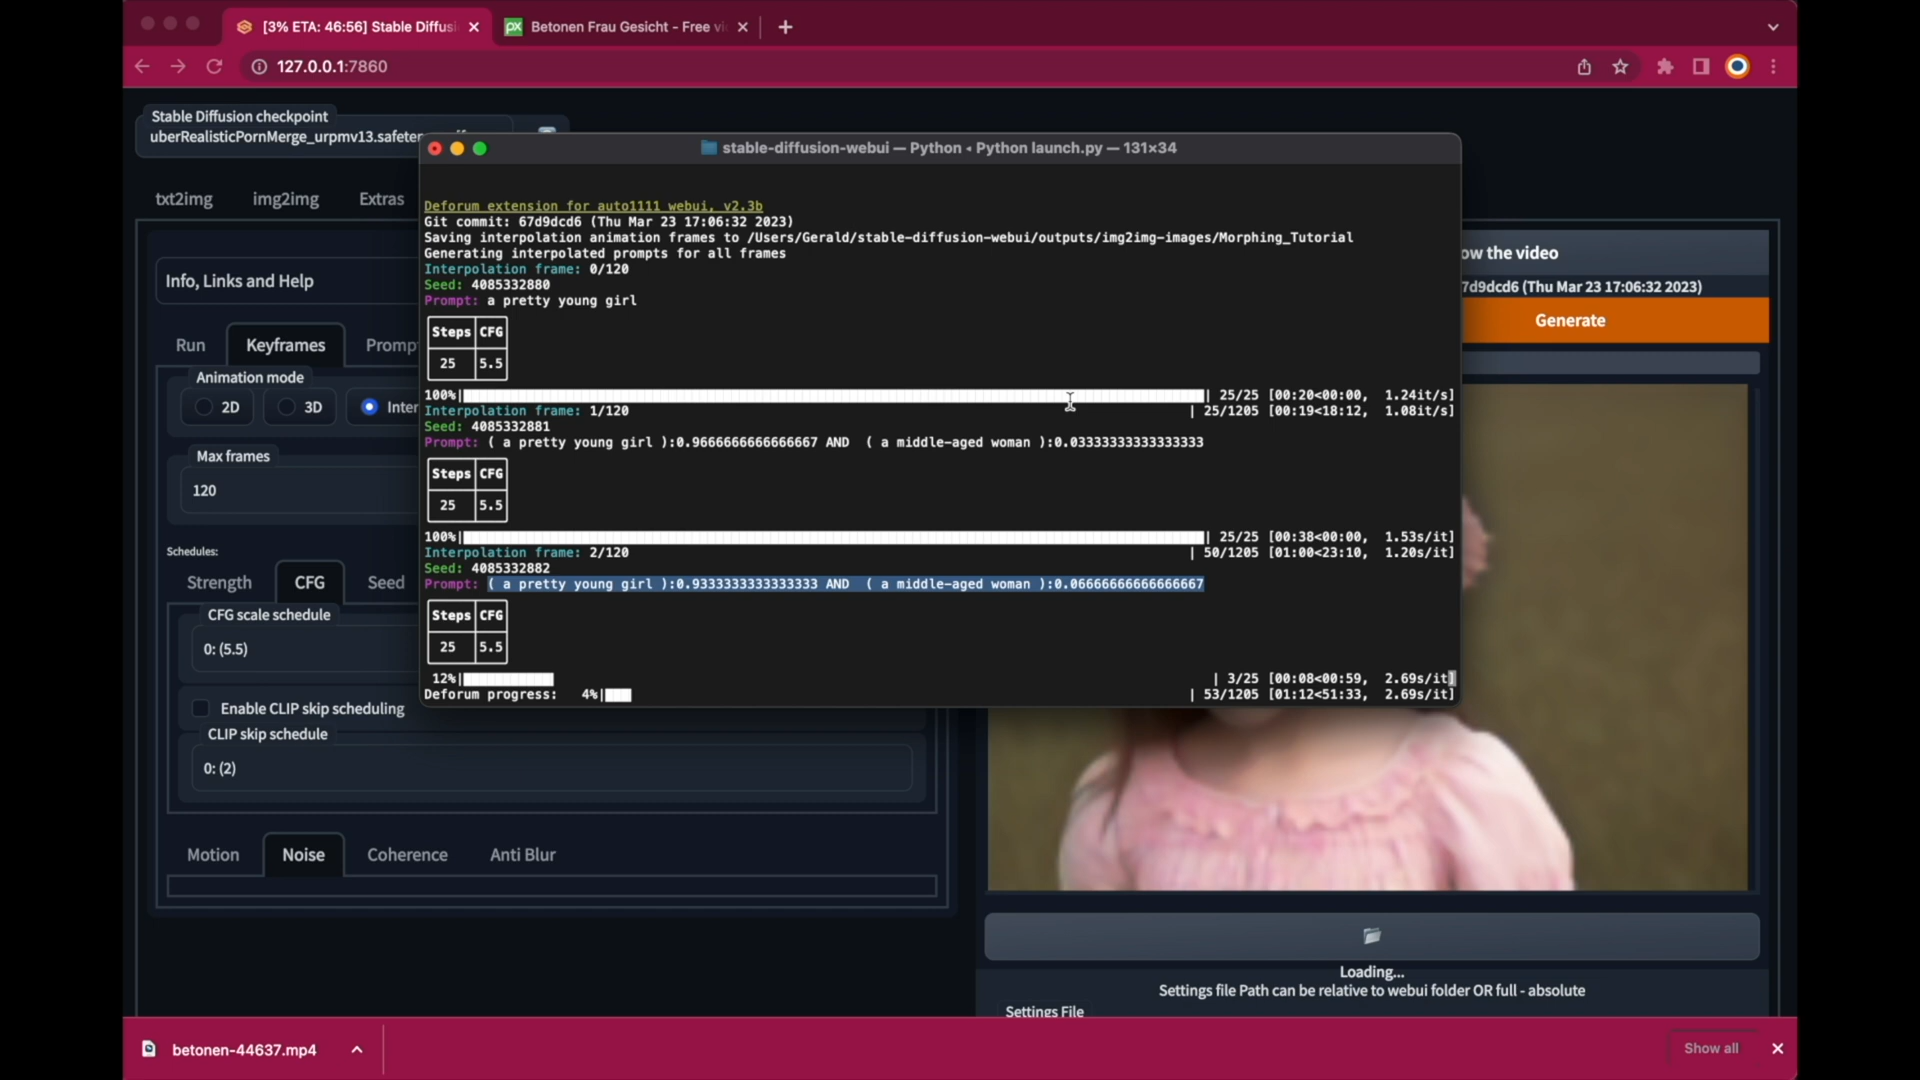 [3% ETA: 46:56] Stable Diffusi
Betonen Frau Gesicht - Free vi
127.0.0.1:7860
Stable Diffusion checkpoint
uberRealisticPornMerge_urpmv13.safeten
stable-diffusion-webui — Python ◂ Python launch.py — 131×34
txt2img img2img Extras
Deforum extension for auto1111 webui, v2.3b
Git commit: 67d9dcd6 (Thu Mar 23 17:06:32 2023)
Saving interpolation animation frames to /Users/Gerald/stable-diffusion-webui/outputs/img2img-images/Morphing_Tutorial
Generating interpolated prompts for all frames
Interpolation frame: 0/120
Seed: 4085332880
Prompt: a pretty young girl
Steps CFG
25 5.5
100%| | 25/25 [00:20<00:00, 1.24it/s]
Interpolation frame: 1/120 | 25/1205 [00:19<18:12, 1.08it/s]
Seed: 4085332881
Prompt: ( a pretty young girl ):0.9666666666666667 AND ( a middle-aged woman ):0.03333333333333333
Steps CFG
25 5.5
100%| | 25/25 [00:38<00:00, 1.53s/it]
Interpolation frame: 2/120 | 50/1205 [01:00<23:10, 1.20s/it]
Seed: 4085332882
Prompt: ( a pretty young girl ):0.9333333333333333 AND ( a middle-aged woman ):0.06666666666666667
Steps CFG
25 5.5
12%| | 3/25 [00:08<00:59, 2.69s/it]
Deforum progress: 4%| | 53/1205 [01:12<51:33, 2.69s/it]
Info, Links and Help
Run Keyframes Promp
Animation mode
2D 3D Inter
Max frames
120
Schedules:
Strength CFG Seed
CFG scale schedule
0: (5.5)
Enable CLIP skip scheduling
CLIP skip schedule
0: (2)
Motion Noise Coherence Anti Blur
ow the video
7d9dcd6 (Thu Mar 23 17:06:32 2023)
Generate
Loading...
Settings file Path can be relative to webui folder OR full - absolute
Settings File
betonen-44637.mp4
Show all